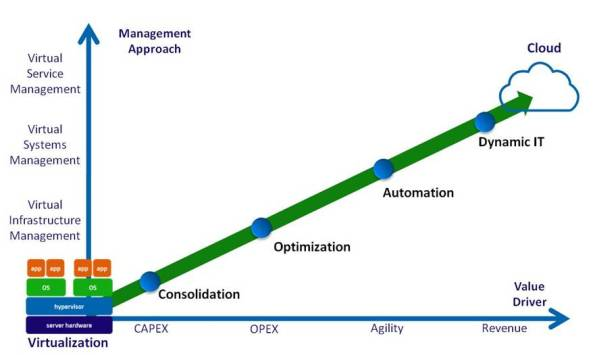 Management
Approach
Cloud
Virtual
Service
Management
Virtual
Systems
Management
Dynamic IT
Automation
Virtual
Infrastructure
Management
Optimization
app app app app
OS OS
hypervisor
server hardware
Virtualization
Consolidation
Value
Driver
CAPEX OPEX Agility Revenue